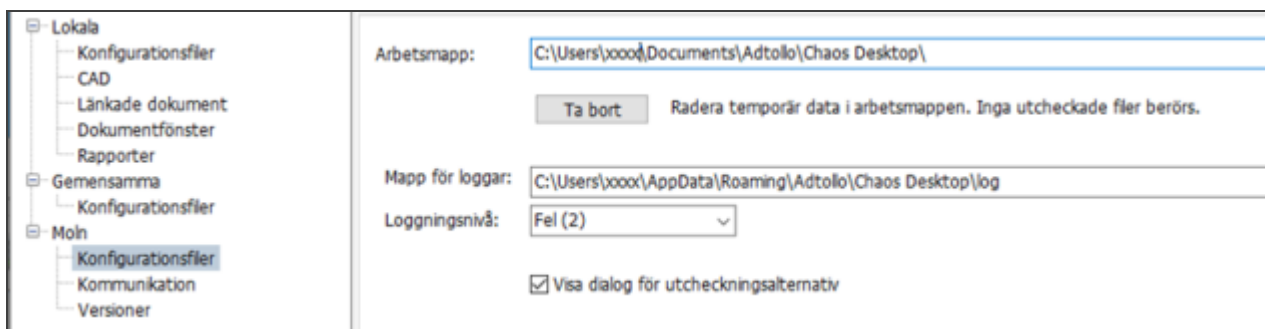 Lokala
Konfigurationsfiler
CAD
Länkade dokument
Dokumentfönster
Rapporter
Gemensamma
Konfigurationsfiler
Moln
Konfigurationsfiler
Kommunikation
Versioner
Arbetsmapp: C:\Users\xxxx\Documents\Adtollo\Chaos Desktop\
Ta bort Radera temporär data i arbetsmappen. Inga utcheckade filer berörs.
Mapp för loggar: C:\Users\xxxx\AppData\Roaming\Adtollo\Chaos Desktop\log
Loggningsnivå: Fel (2)
Visa dialog för utcheckningsalternativ